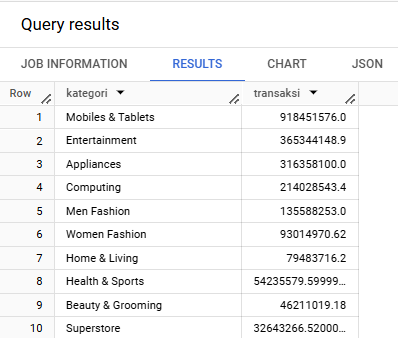 Query results
JOB INFORMATION RESULTS CHART JSON
Row kategori transaksi
1 Mobiles & Tablets 918451576.0
2 Entertainment 365344148.9
3 Appliances 316358100.0
4 Computing 214028543.4
5 Men Fashion 135588253.0
6 Women Fashion 93014970.62
7 Home & Living 79483716.2
8 Health & Sports 54235579.59999...
9 Beauty & Grooming 46211019.18
10 Superstore 32643266.52000...